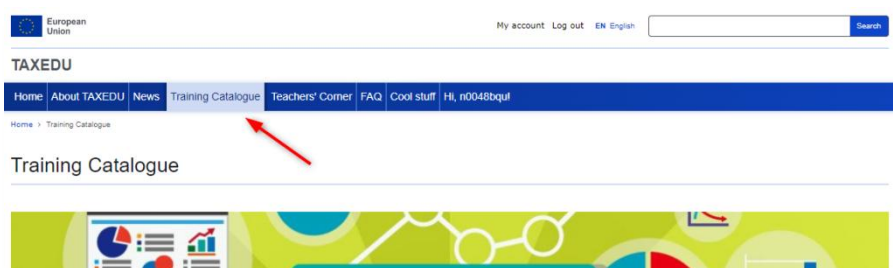 European
Union
My account Log out EN English
Search
TAXEDU
Home About TAXEDU News Training Catalogue Teachers' Corner FAQ Cool stuff Hi, n0048bqu!
Home > Training Catalogue
Training Catalogue